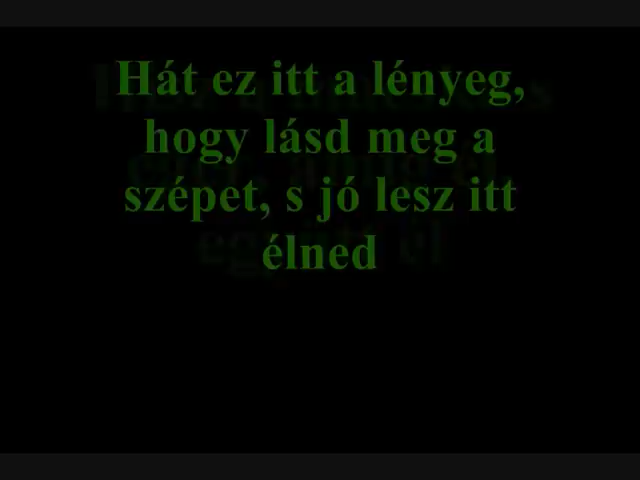 Hát ez itt a lényeg,
hogy lásd meg a
szépet, s jó lesz itt
élned